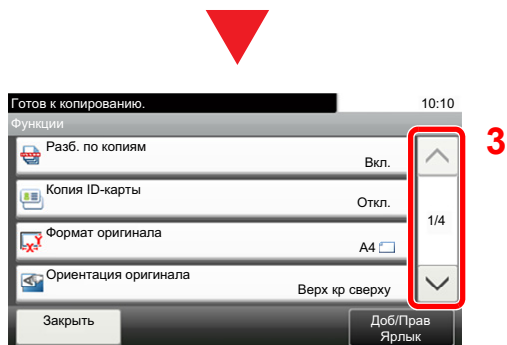 Готов к копированию. 10:10
Функции
Разб. по копиям
Вкл.
Копия ID-карты
Откл.
Формат оригинала
A4
Ориентация оригинала
Верх кр сверху
1/4
3
Закрыть
Доб/Прав
Ярлык